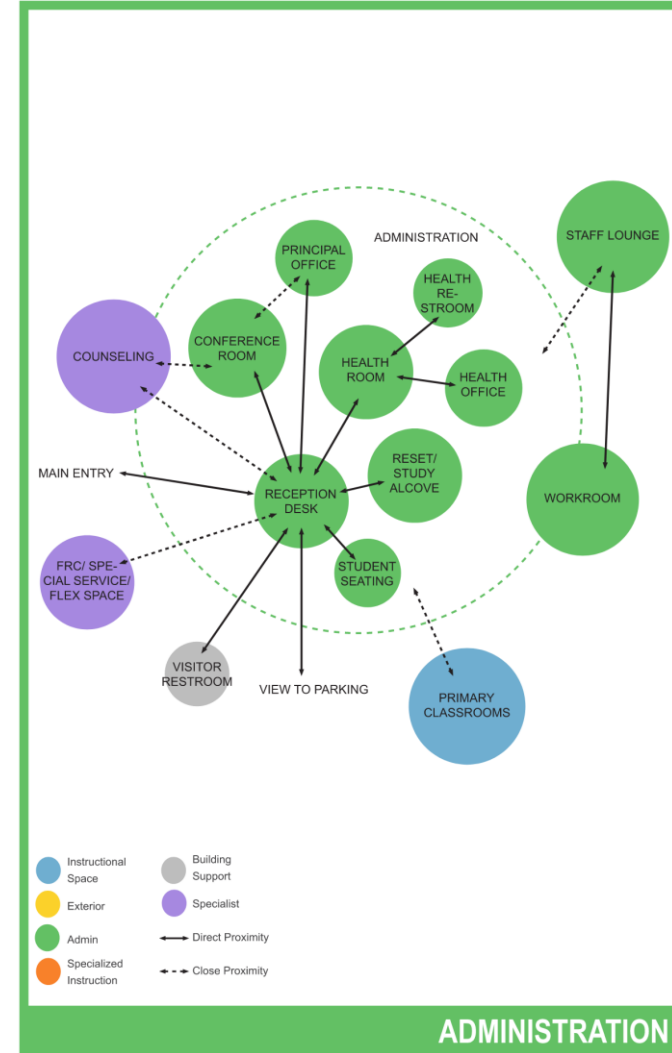 ADMINISTRATION
STAFF LOUNGE
PRINCIPAL
OFFICE
HEALTH
RE-
STROOM
CONFERENCE
ROOM
COUNSELING
HEALTH
ROOM
HEALTH
OFFICE
RESET/
STUDY
ALCOVE
MAIN ENTRY
RECEPTION
DESK
WORKROOM
FRC/ SPE-
CIAL SERVICE/
FLEX SPACE
STUDENT
SEATING
VISITOR
RESTROOM
VIEW TO PARKING
PRIMARY
CLASSROOMS
Instructional
Space
Exterior
Admin
Specialized
Instruction
Building
Support
Specialist
Direct Proximity
Close Proximity
ADMINISTRATION